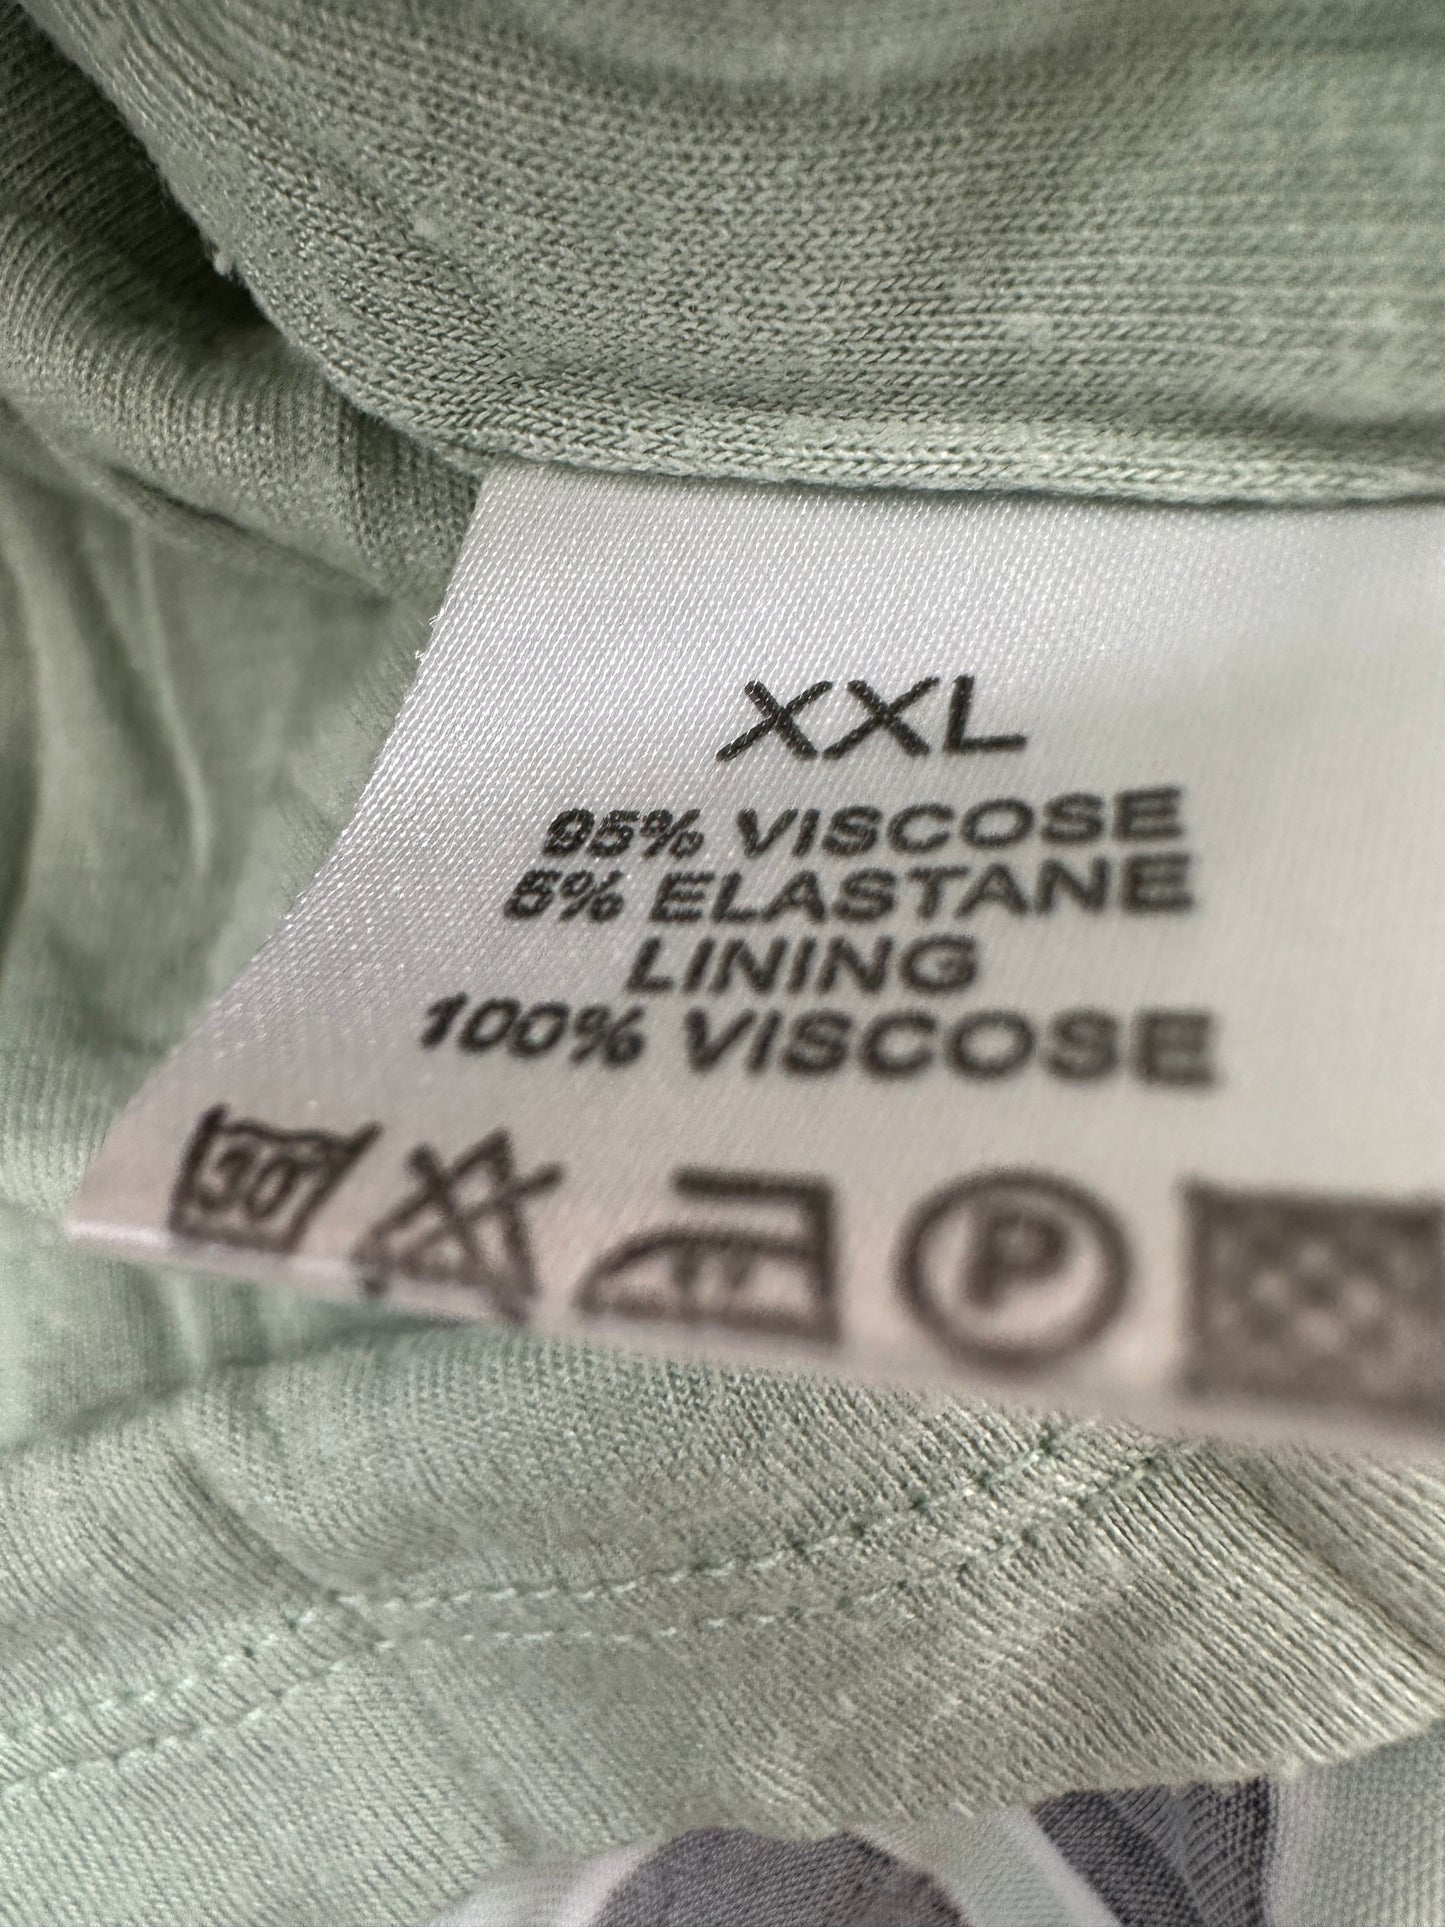 XXL
95% VISCOSE
5% ELASTANE
LINING
100% VISCOSE
30 P